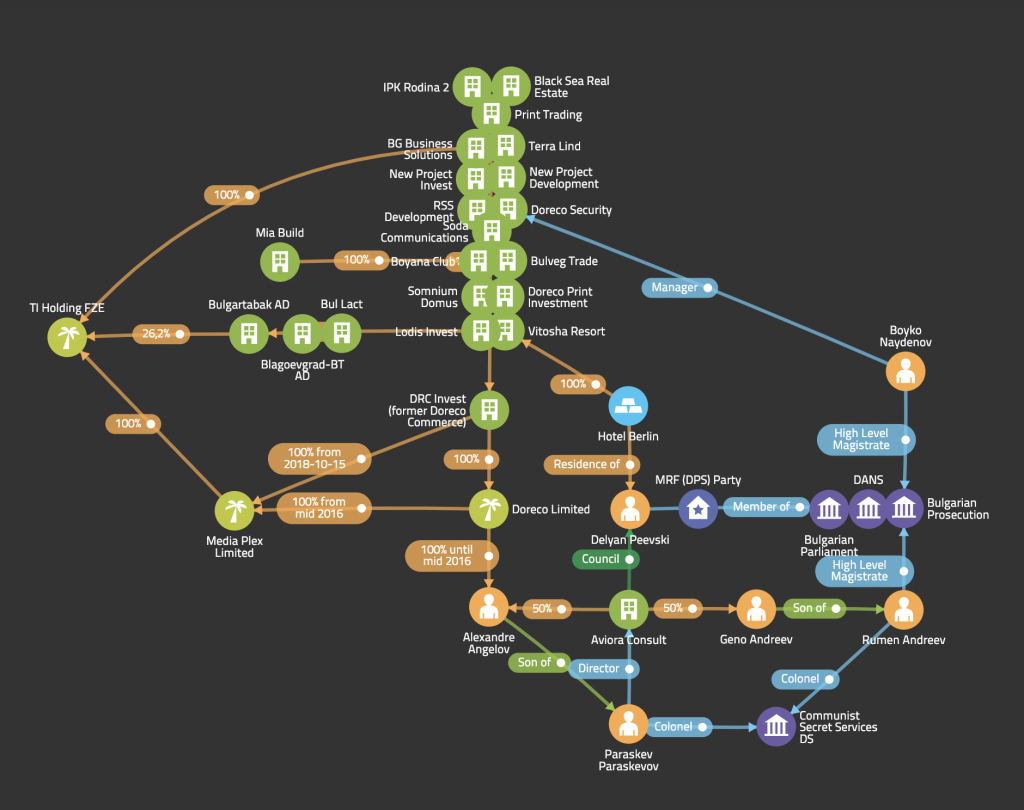 IPK Rodina 2
Black Sea Real
Estate
Print Trading
BG Business
Solutions
Terra Lind
New Project
Invest
New Project
Development
100%
RSS
Development
Doreco Security
Soda
Communications
Mia Build
100%
Boyana Club
Bulveg Trade
Manager
Somnium
Domus
Doreco Print
Investment
TI Holding FZE
Bulgartabak AD
Bul Lact
26,2%
Lodis Invest
Vitosha Resort
Boyko
Naydenov
Blagoevgrad-BT
AD
100%
DRC Invest
(former Doreco
Commerce)
100%
Hotel Berlin
High Level
Magistrate
100% from
2018-10-15
100%
Residence of
MRF (DPS) Party
DANS
100% from
mid 2016
Doreco Limited
Member of
Bulgarian
Prosecution
Media Plex
Limited
Delyan Peevski
Bulgarian
Parliament
100% until
mid 2016
Council
High Level
Magistrate
50%
50%
Son of
Alexandre
Angelov
Aviora Consult
Geno Andreev
Rumen Andreev
Son of
Director
Colonel
Colonel
Communist
Secret Services
DS
Paraskev
Paraskevov